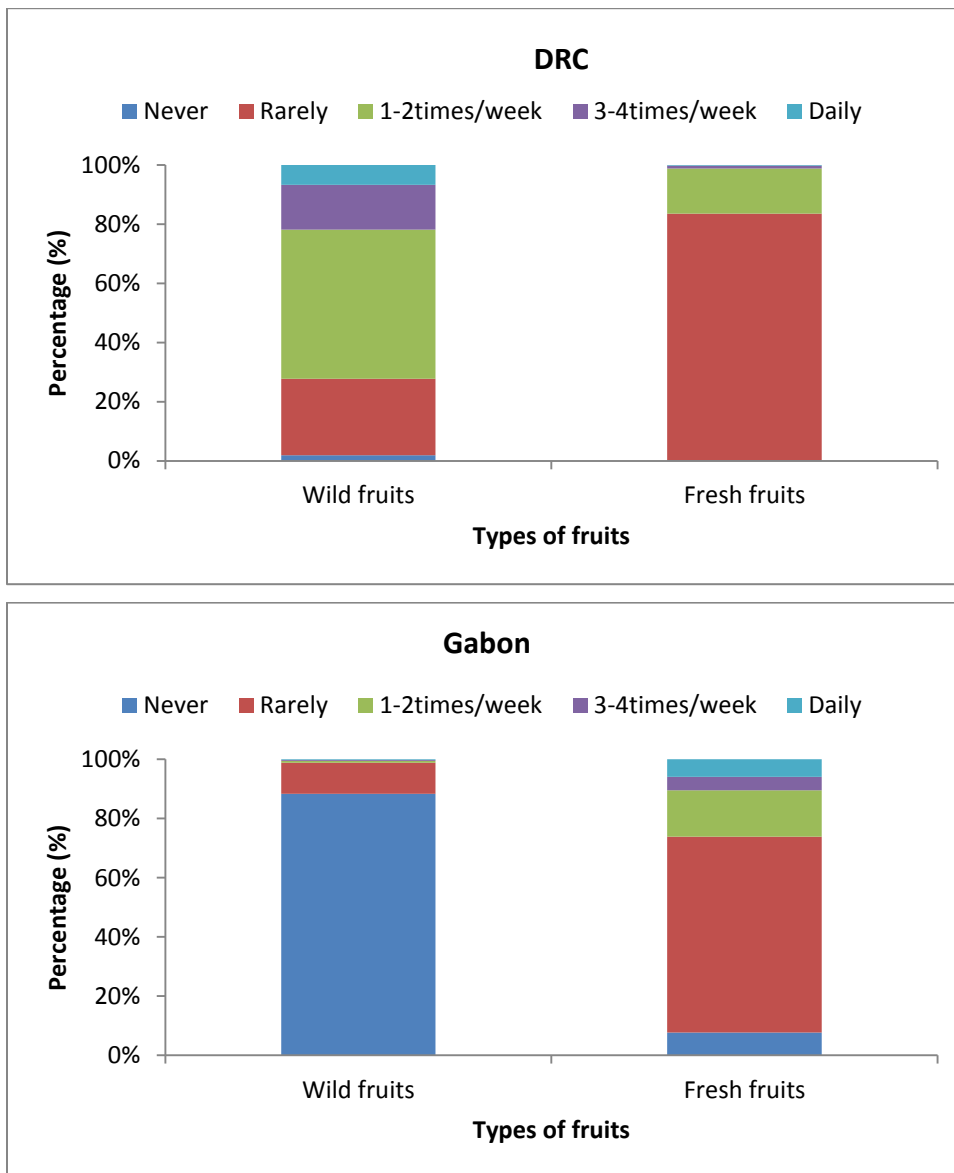 DRC
Never Rarely 1-2times/week 3-4times/week Daily
100%
80%
60%
40%
20%
0%
Percentage (%)
Wild fruits Fresh fruits
Types of fruits
Gabon
Never Rarely 1-2times/week 3-4times/week Daily
100%
80%
60%
40%
20%
0%
Percentage (%)
Wild fruits Fresh fruits
Types of fruits